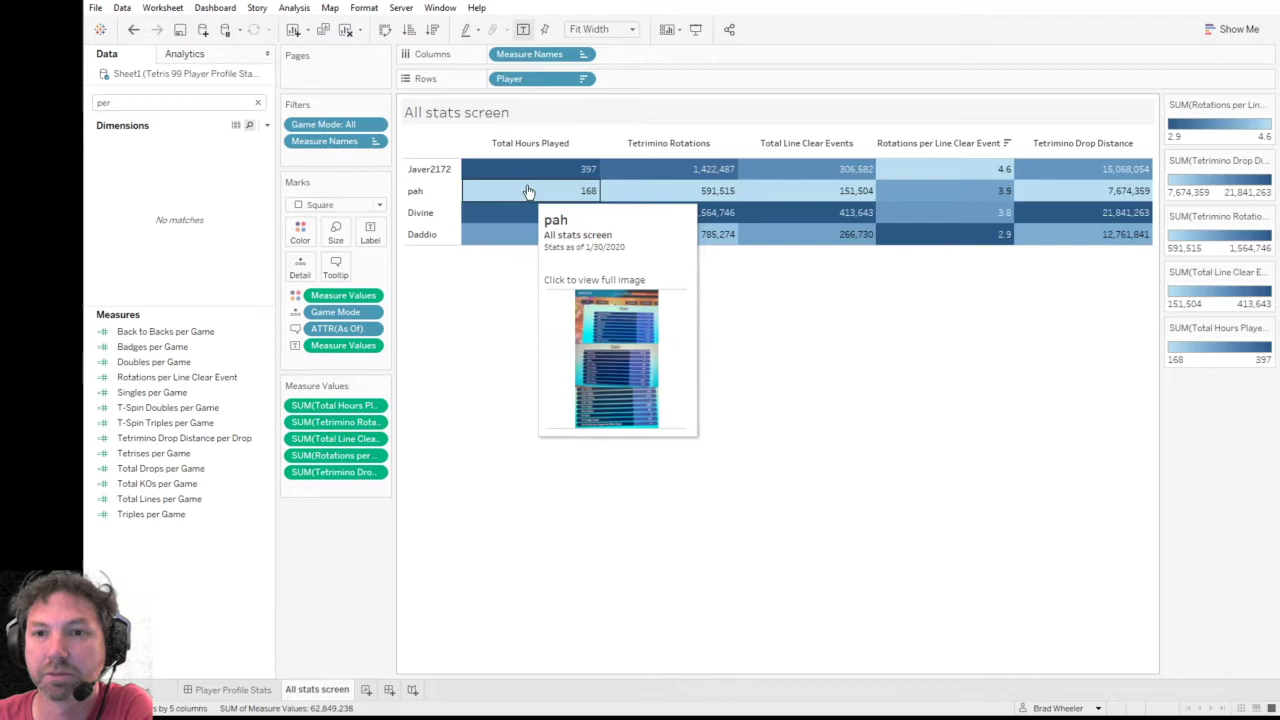 File Data Worksheet Dashboard Story Analysis Map Format Server Window Help
Fit Width
Show Me
Data Analytics
Sheet1 (Tetris 99 Player Profile Sta...
per
Dimensions
No matches
Measures
Back to Backs per Game
Badges per Game
Doubles per Game
Rotations per Line Clear Event
Singles per Game
T-Spin Doubles per Game
T-Spin Triples per Game
Tetrimino Drop Distance per Drop
Tetrises per Game
Total Drops per Game
Total KOs per Game
Total Lines per Game
Triples per Game
Pages
Filters
Game Mode: All
Measure Names
Marks
Square
Color Size Label
Detail Tooltip
Measure Values
Game Mode
ATTR(As Of)
Measure Values
Measure Values
SUM(Total Hours Pl..
SUM(Tetrimino Rota..
SUM(Total Line Clea..
SUM(Rotations per ..
SUM(Tetrimino Dro..
Columns Measure Names
Rows Player
All stats screen
Total Hours Played Tetrimino Rotations Total Line Clear Events Rotations per Line Clear Event Tetrimino Drop Distance
Javer2172 397 1,422,487 306,582 4.6 15,068,054
pah 168 591,515 151,504 3.9 7,674,359
Divine ,564,746 413,643 3.8 21,841,263
Daddio 785,274 266,730 2.9 12,761,841
pah
All stats screen
Stats as of 1/30/2020
Click to view full image
SUM(Rotations per Lin...
2.9 4.6
SUM(Tetrimino Drop Di...
7,674,359 21,841,263
SUM(Tetrimino Rotatio...
591,515 1,564,746
SUM(Total Line Clear E...
151,504 413,643
SUM(Total Hours Playe...
168 397
Player Profile Stats All stats screen
s by 5 columns SUM of Measure Values: 62,849,238
Brad Wheeler